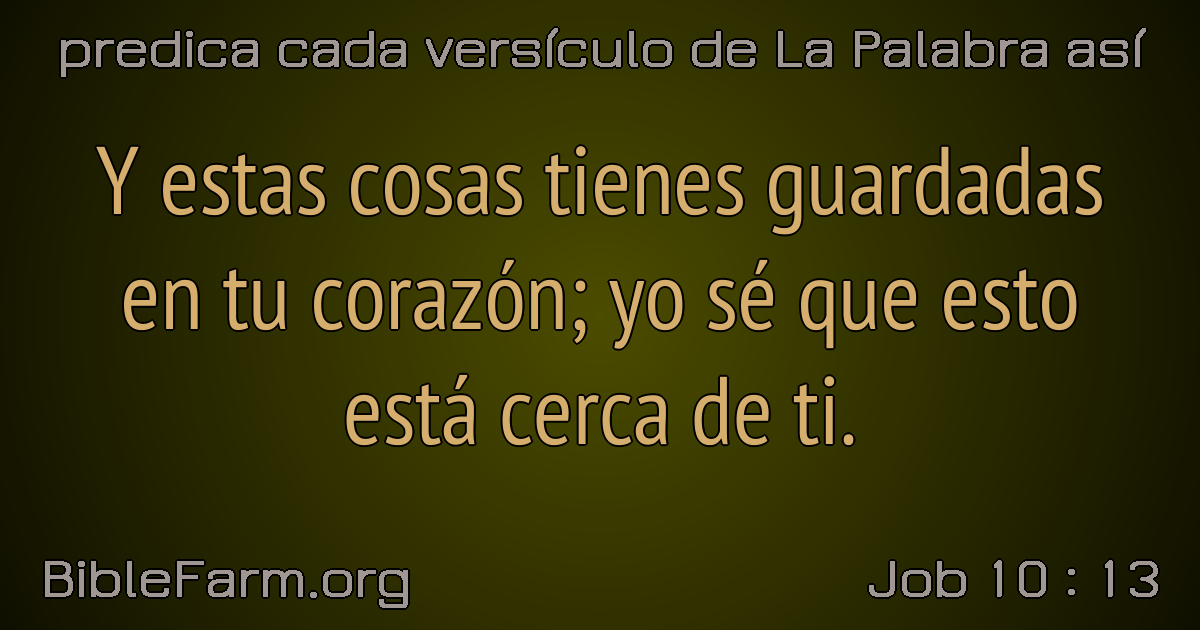 predica cada versículo de La Palabra así
Y estas cosas tienes guardadas
en tu corazón; yo sé que esto
está cerca de ti.
BibleFarm.org
Job 10 : 13